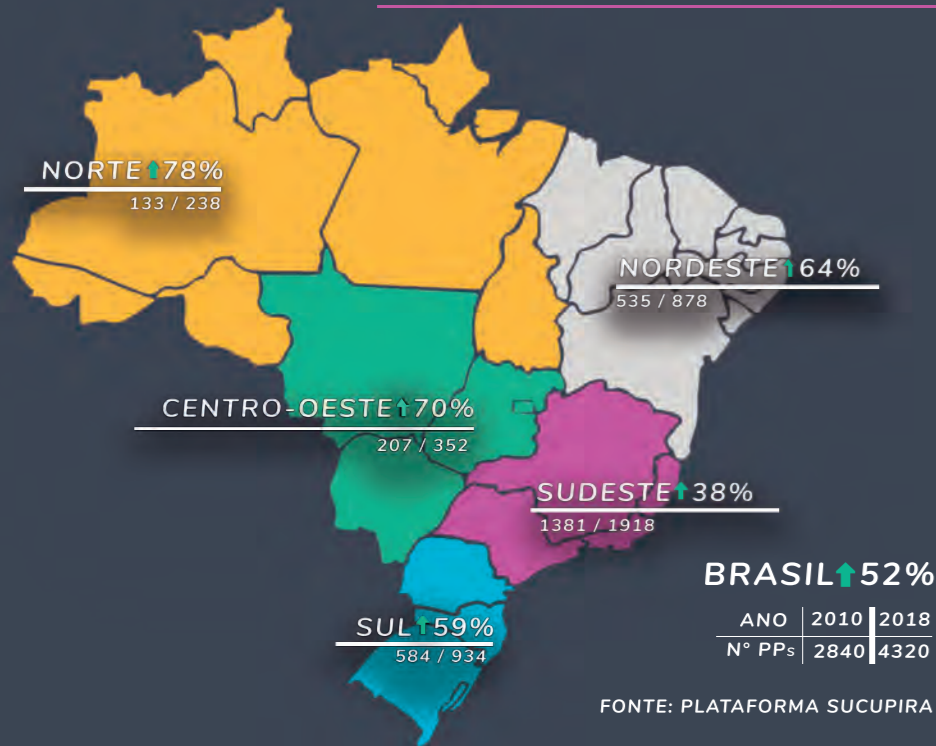 NORTE 78%
133 / 238
NORDESTE 64%
535 / 878
CENTRO-OESTE 70%
207 / 352
SUDESTE 38%
1381 / 1918
SUL 59%
584 / 934
BRASIL 52%
ANO 2010 2018
N° PPs 2840 4320
FONTE: PLATAFORMA SUCUPIRA